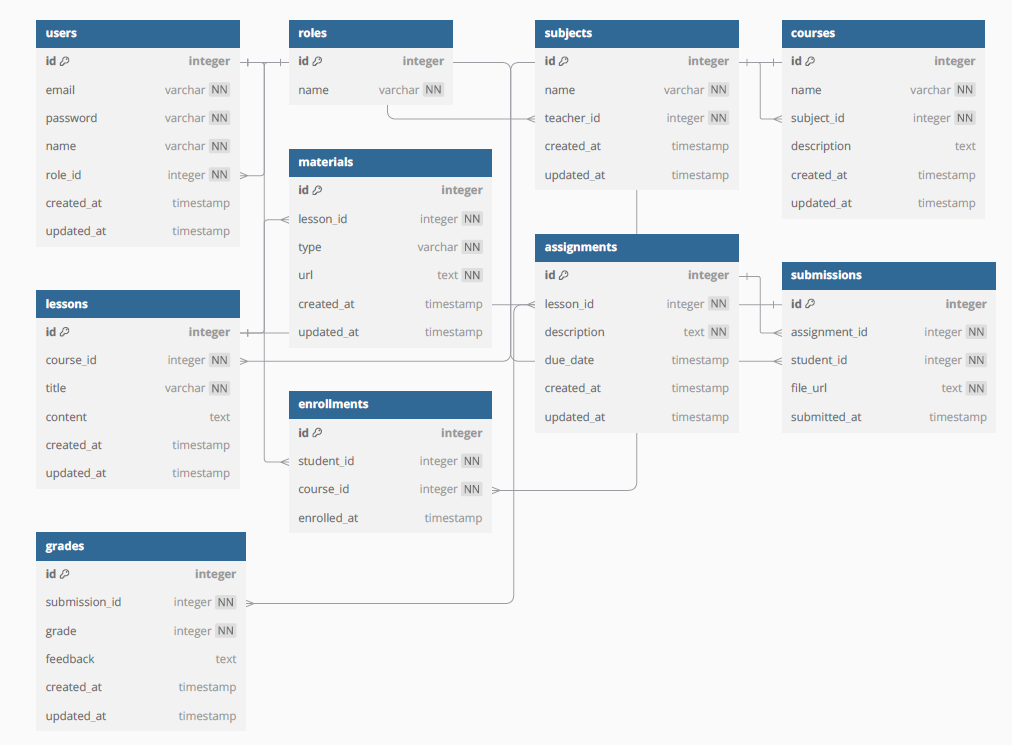 users
id integer
email varchar NN
password varchar NN
name varchar NN
role_id integer NN
created_at timestamp
updated_at timestamp
roles
id integer
name varchar NN
subjects
id integer
name varchar NN
teacher_id integer NN
created_at timestamp
updated_at timestamp
courses
id integer
name varchar NN
subject_id integer NN
description text
created_at timestamp
updated_at timestamp
materials
id integer
lesson_id integer NN
type varchar NN
url text NN
created_at timestamp
updated_at timestamp
assignments
id integer
lesson_id integer NN
description text NN
due_date timestamp
created_at timestamp
updated_at timestamp
submissions
id integer
assignment_id integer NN
student_id integer NN
file_url text NN
submitted_at timestamp
lessons
id integer
course_id integer NN
title varchar NN
content text
created_at timestamp
updated_at timestamp
enrollments
id integer
student_id integer NN
course_id integer NN
enrolled_at timestamp
grades
id integer
submission_id integer NN
grade integer NN
feedback text
created_at timestamp
updated_at timestamp